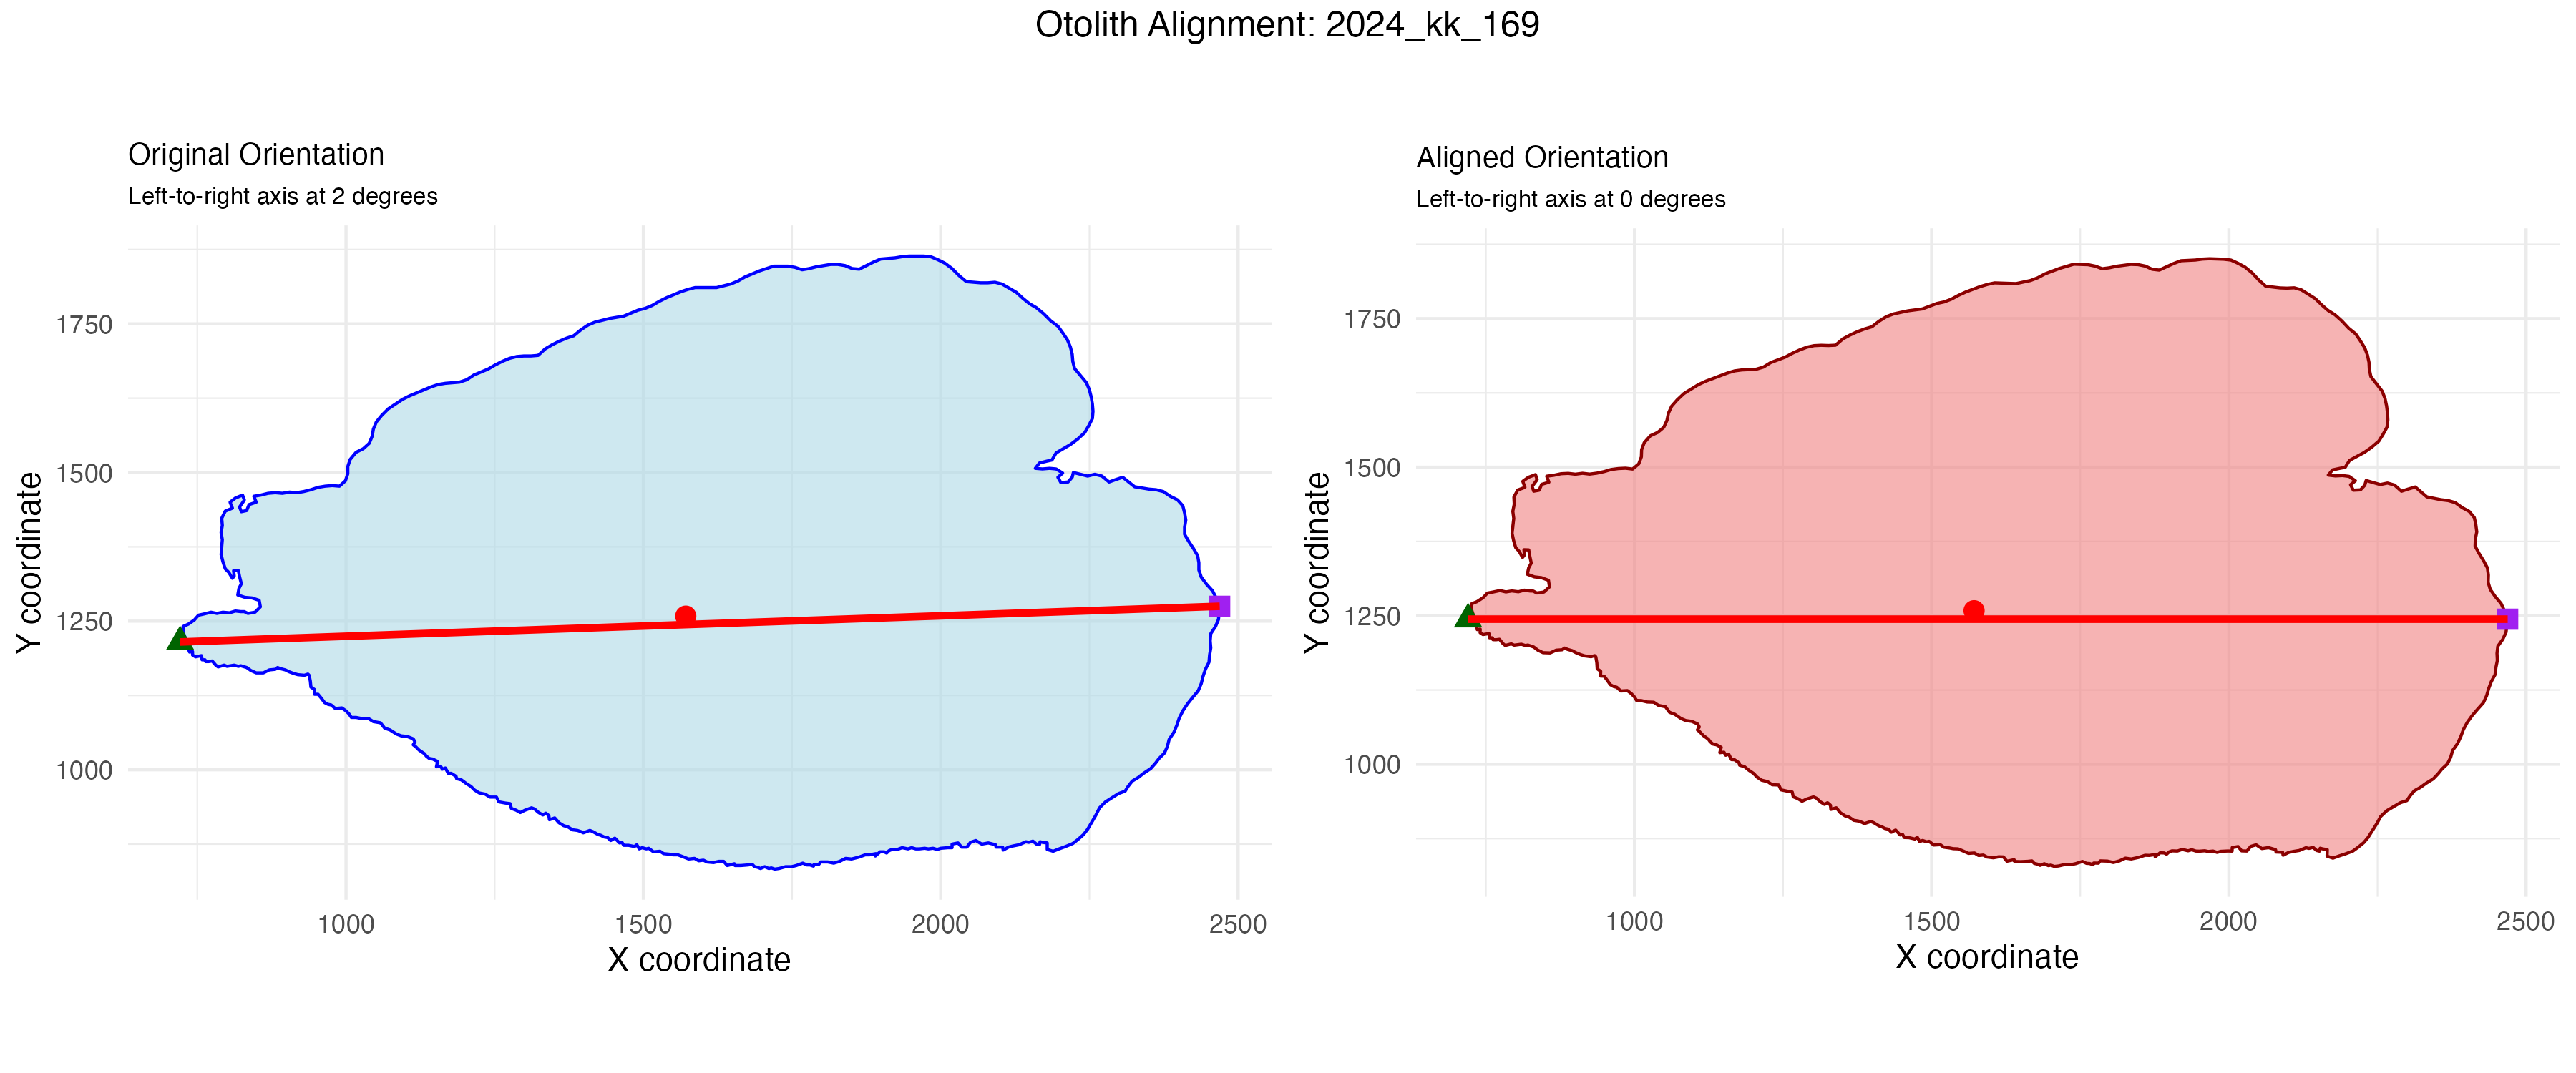 Otolith Alignment: 2024_kk_169
Original Orientation
Left-to-right axis at 2 degrees
Y coordinate
1750
1500
1250
1000
1000 1500 2000 2500
X coordinate
Aligned Orientation
Left-to-right axis at 0 degrees
Y coordinate
1750
1500
1250
1000
1000 1500 2000 2500
X coordinate